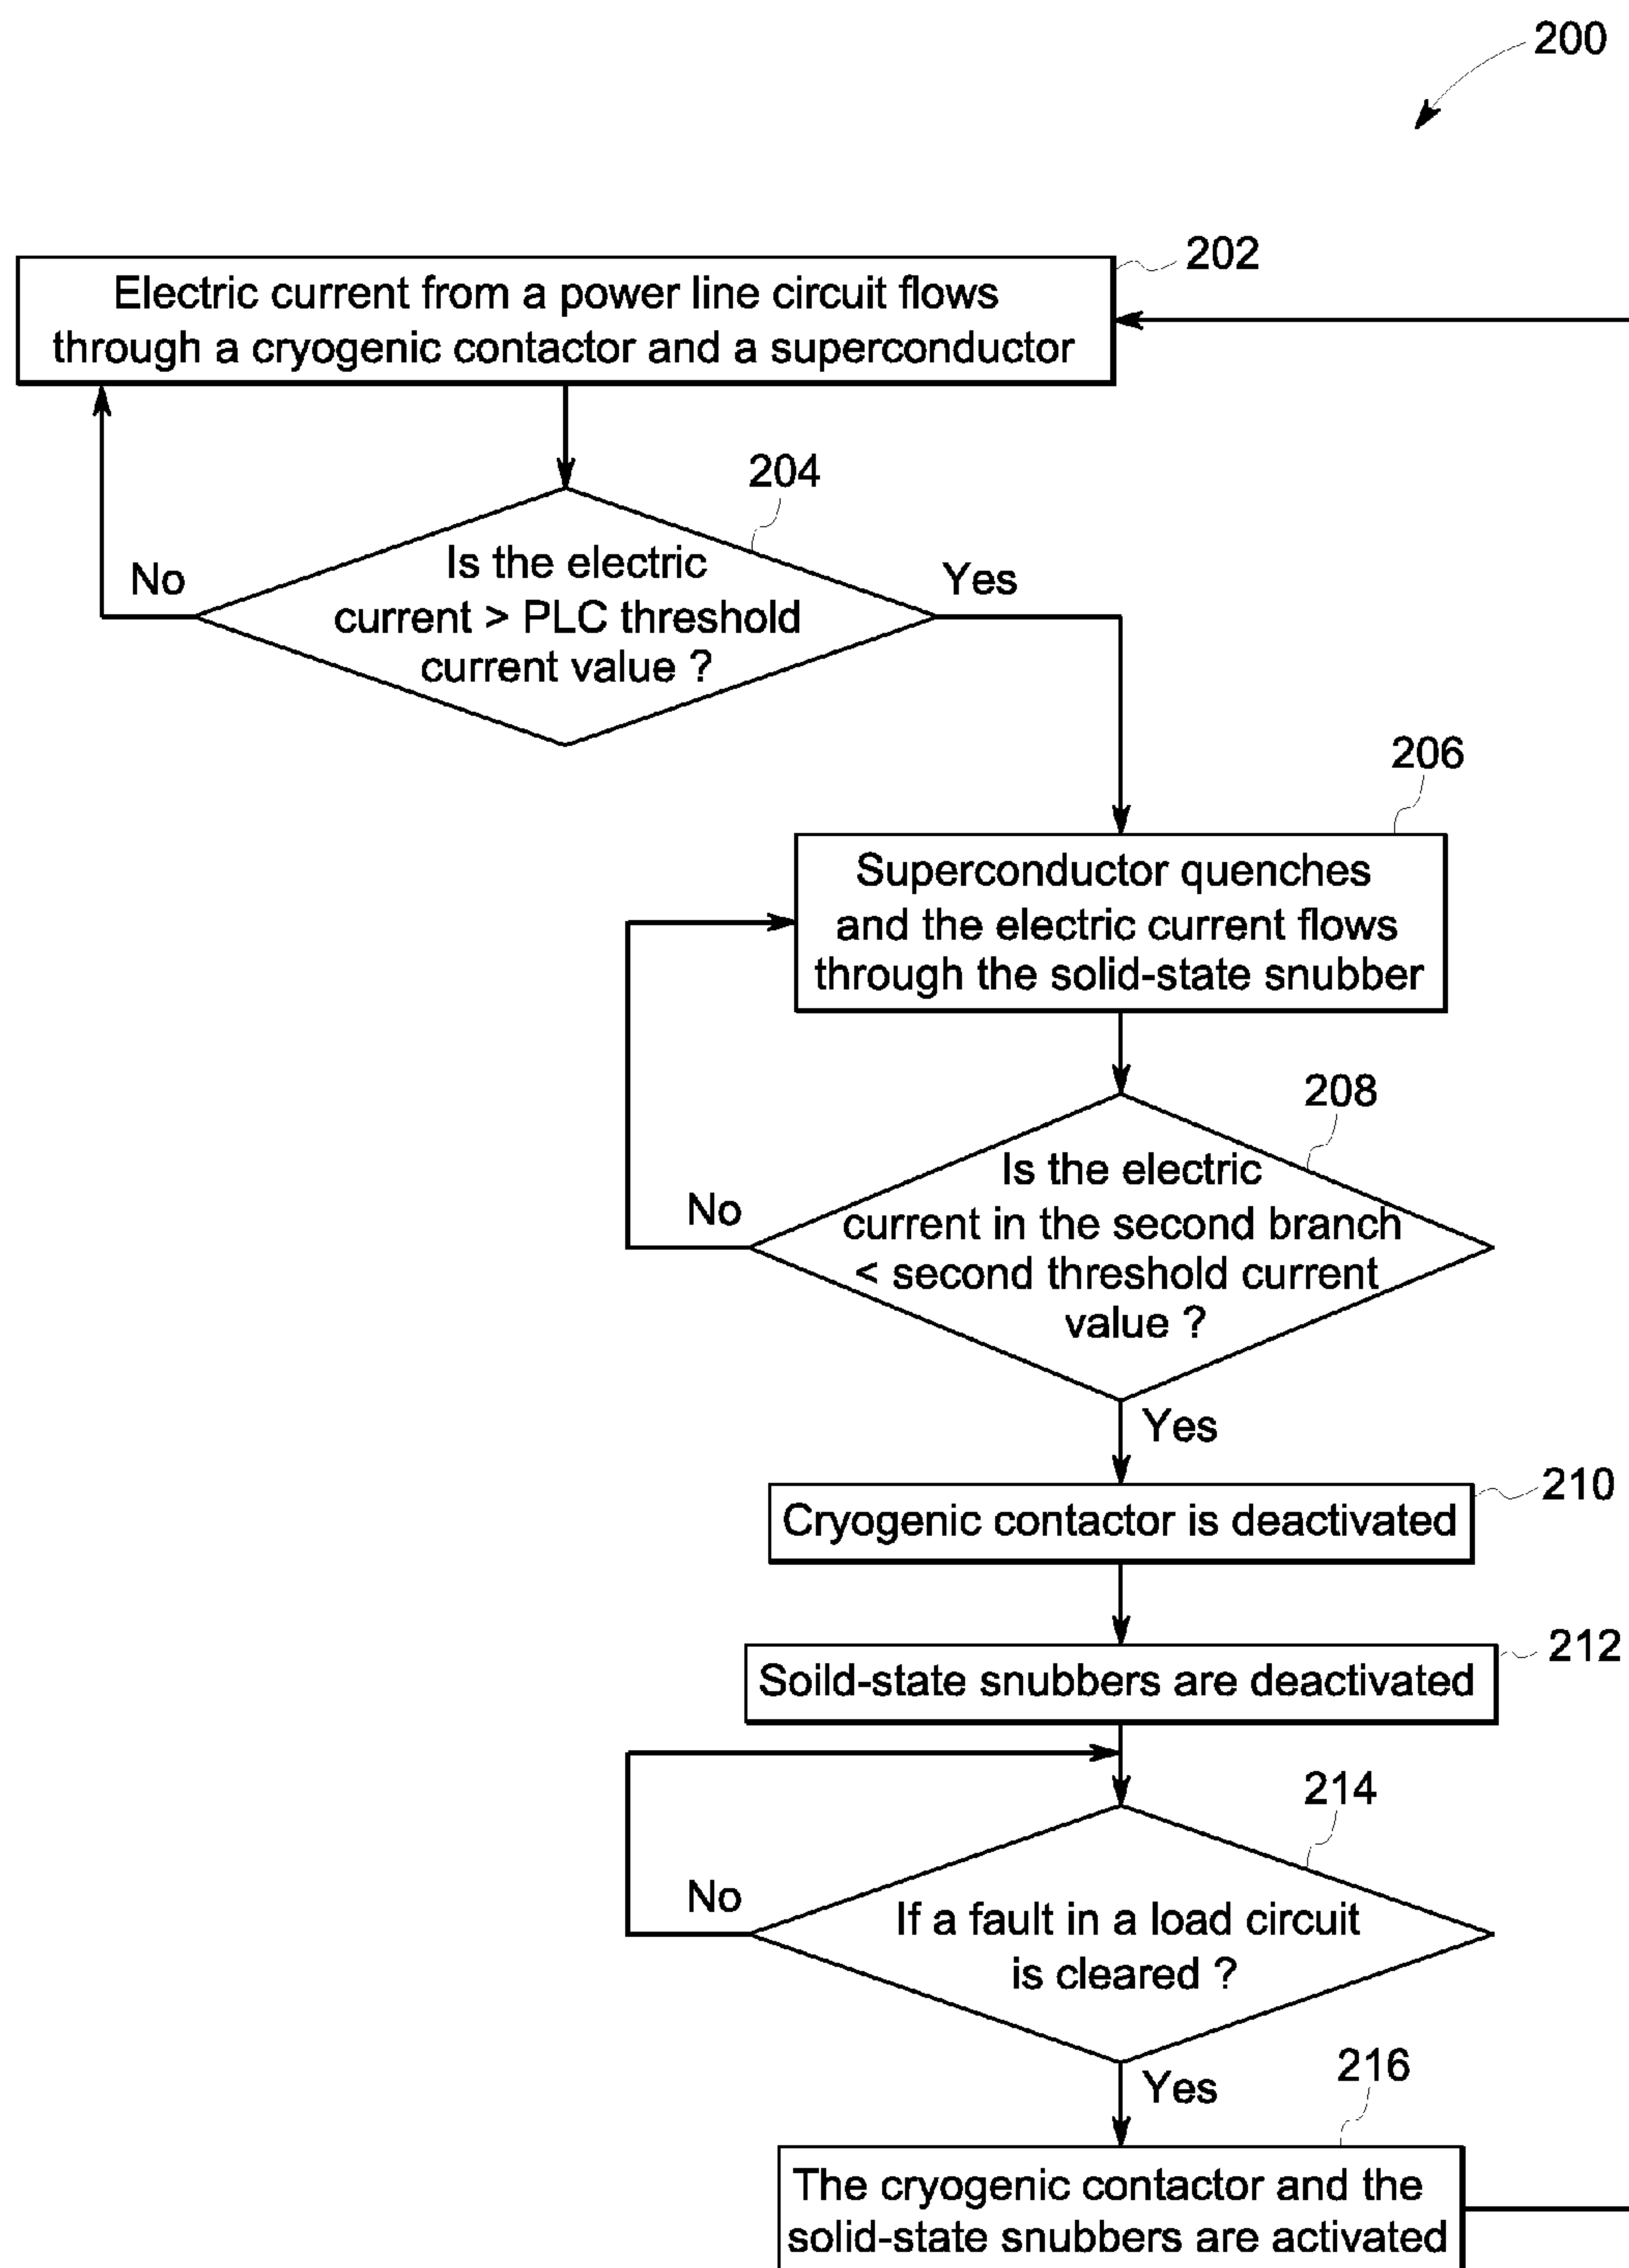 200
202
Electric current from a power line circuit flows
through a cryogenic contactor and a superconductor
204
No
Is the electric
current > PLC threshold
current value ?
Yes
206
Superconductor quenches
and the electric current flows
through the solid-state snubber
208
No
Is the electric
current in the second branch
< second threshold current
value ?
Yes
210
Cryogenic contactor is deactivated
212
Soild-state snubbers are deactivated
214
No
If a fault in a load circuit
is cleared ?
Yes
216
The cryogenic contactor and the
solid-state snubbers are activated